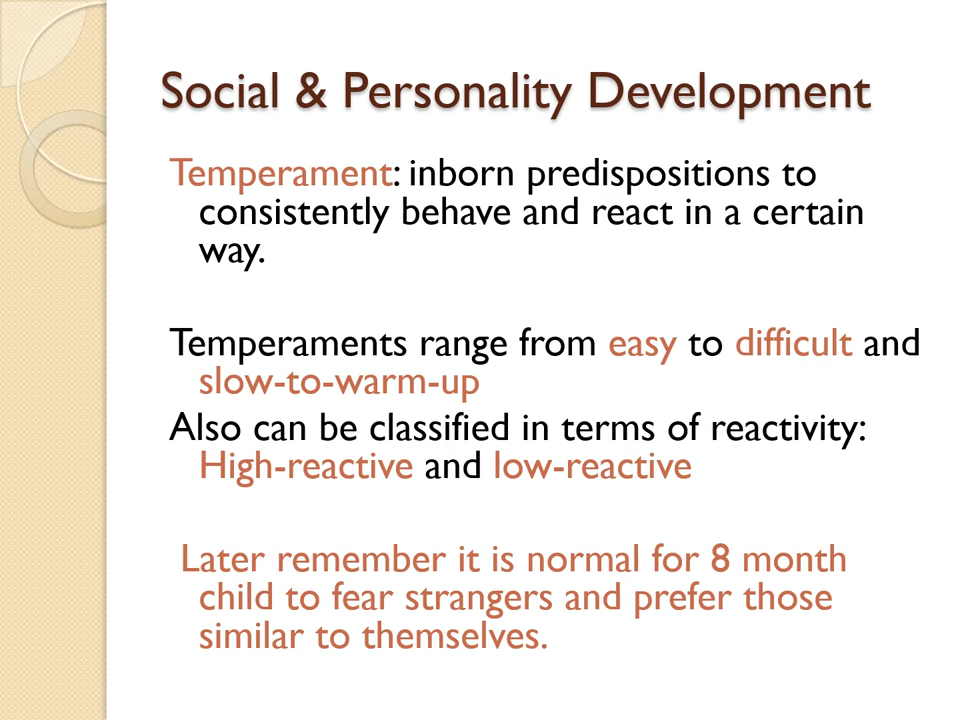 Social & Personality Development
Temperament: inborn predispositions to
consistently behave and react in a certain
way.
Temperaments range from easy to difficult and
slow-to-warm-up
Also can be classified in terms of reactivity:
High-reactive and low-reactive
Later remember it is normal for 8 month
child to fear strangers and prefer those
similar to themselves.